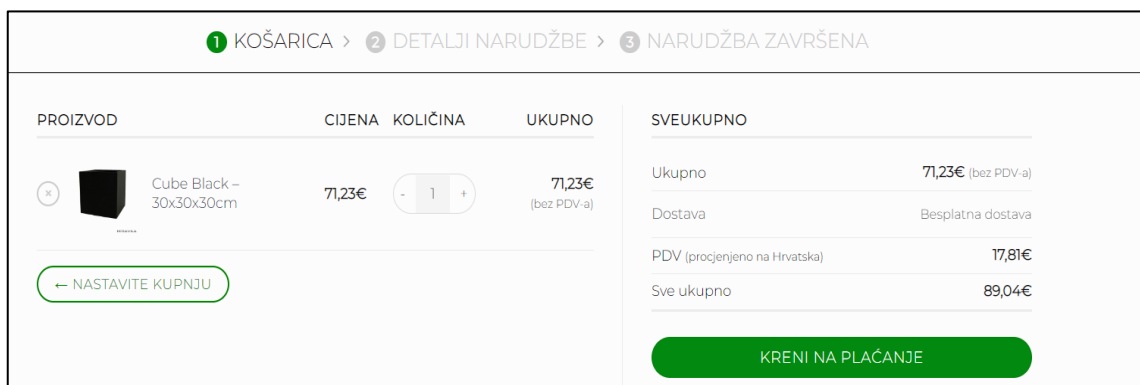 1 KOŠARICA > 2 DETALJI NARUDŽBE > 3 NARUDŽBA ZAVRŠENA
PROIZVOD CIJENA KOLIČINA UKUPNO
× Cube Black –
30x30x30cm
71,23€ - 1 + 71,23€
(bez PDV-a)
← NASTAVITE KUPNJU
SVEUKUPNO
Ukupno 71,23€ (bez PDV-a)
Dostava Besplatna dostava
PDV (procjenjeno na Hrvatska) 17,81€
Sve ukupno 89,04€
KRENI NA PLAĆANJE